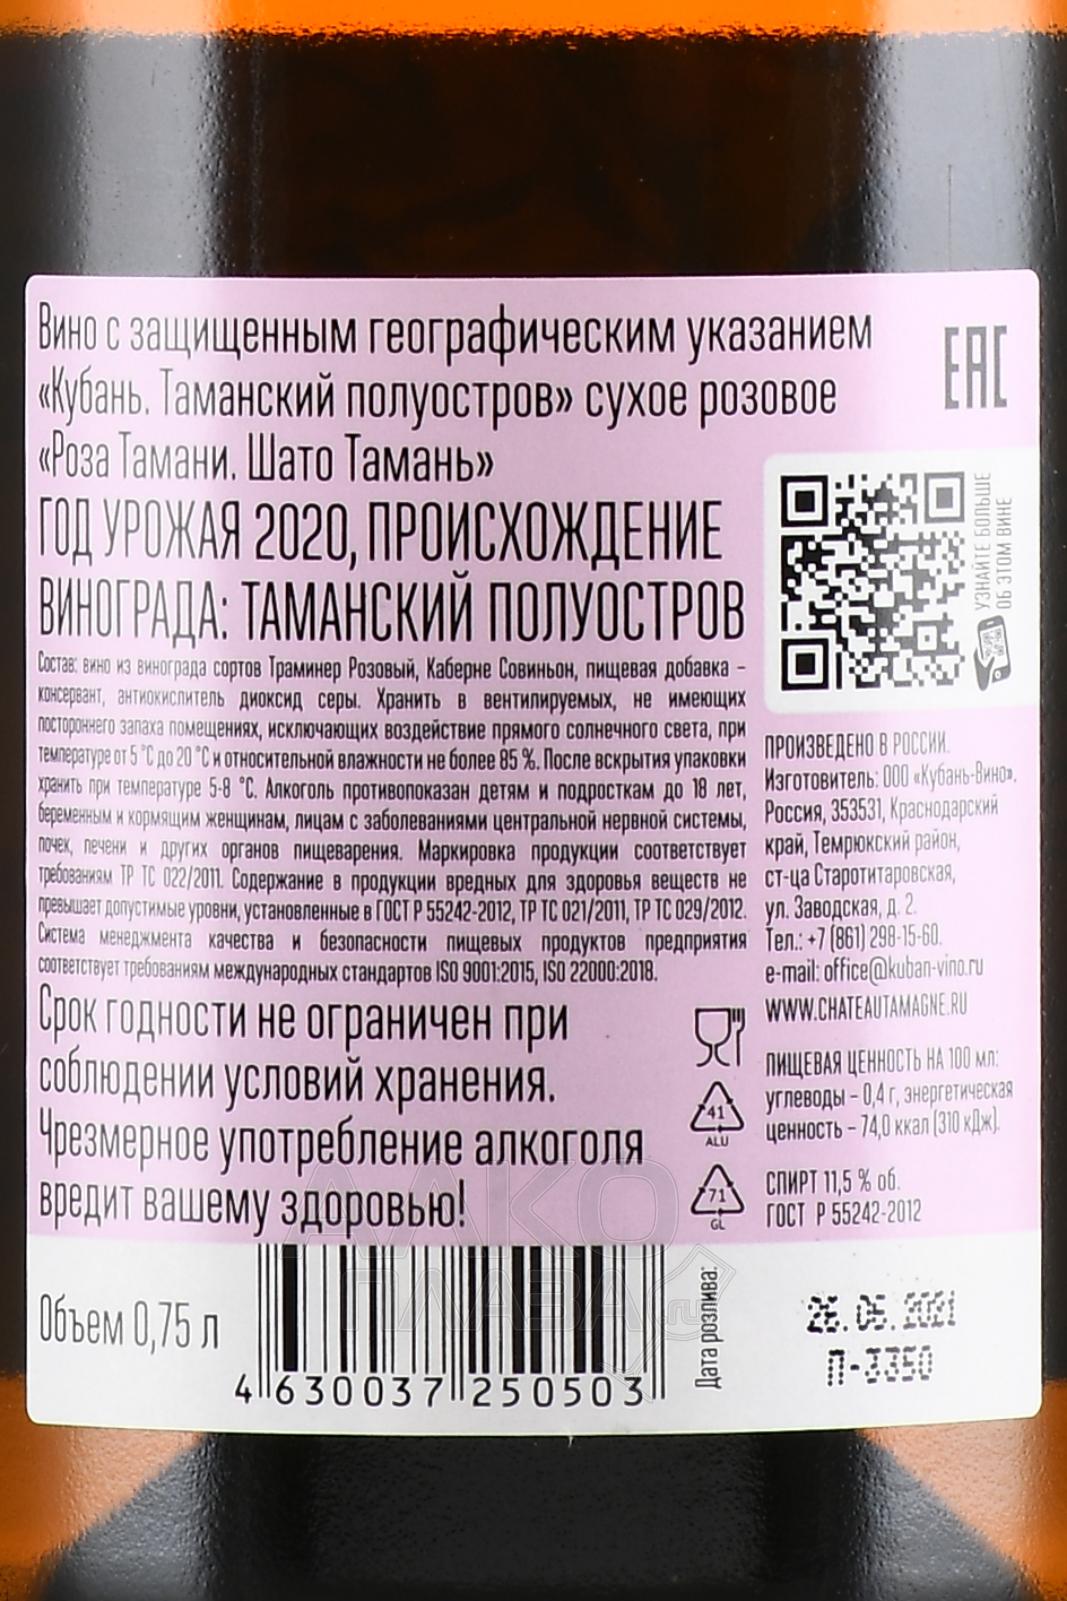 Вино с защищенным географическим указанием
«Кубань. Таманский полуостров» сухое розовое
«Роза Тамани. Шато Тамань»
ГОД УРОЖАЯ 2020, ПРОИСХОЖДЕНИЕ
ВИНОГРАДА: ТАМАНСКИЙ ПОЛУОСТРОВ
Состав: вино из винограда сортов Траминер Розовый, Каберне Совиньон, пищевая добавка –
консервант, антиокислитель диоксид серы. Хранить в вентилируемых, не имеющих
постороннего запаха помещениях, исключающих воздействие прямого солнечного света, при
температуре от 5 °C до 20 °C и относительной влажности не более 85 %. После вскрытия упаковки
хранить при температуре 5-8 °C. Алкоголь противопоказан детям и подросткам до 18 лет,
беременным и кормящим женщинам, лицам с заболеваниями центральной нервной системы,
почек, печени и других органов пищеварения. Маркировка продукции соответствует
требованиям ТР ТС 022/2011. Содержание в продукции вредных для здоровья веществ не
превышает допустимые уровни, установленные в ГОСТ Р 55242-2012, ТР ТС 021/2011, ТР ТС 029/2012.
Система менеджмента качества и безопасности пищевых продуктов предприятия
соответствует требованиям международных стандартов ISO 9001:2015, ISO 22000:2018.
Срок годности не ограничен при
соблюдении условий хранения.
Чрезмерное употребление алкоголя
вредит вашему здоровью!
Объем 0,75 л
4 630037 250503
EAC
УЗНАЙТЕ БОЛЬШЕ
ОБ ЭТОМ ВИНЕ
ПРОИЗВЕДЕНО В РОССИИ.
Изготовитель: ООО «Кубань-Вино».
Россия, 353531, Краснодарский
край, Темрюкский район,
ст-ца Старотитаровская,
ул. Заводская, д. 2.
Тел.: +7 (861) 298-15-60.
e-mail: office@kuban-vino.ru
WWW.CHATEAUTAMAGNE.RU
ПИЩЕВАЯ ЦЕННОСТЬ НА 100 мл:
углеводы – 0,4 г, энергетическая
ценность – 74,0 ккал (310 кДж).
СПИРТ 11,5 % об.
ГОСТ Р 55242-2012
41
ALU
71
GL
Дата розлива:
26.05.2021
П-3350
АЛКО
ПЛАЗА.ru